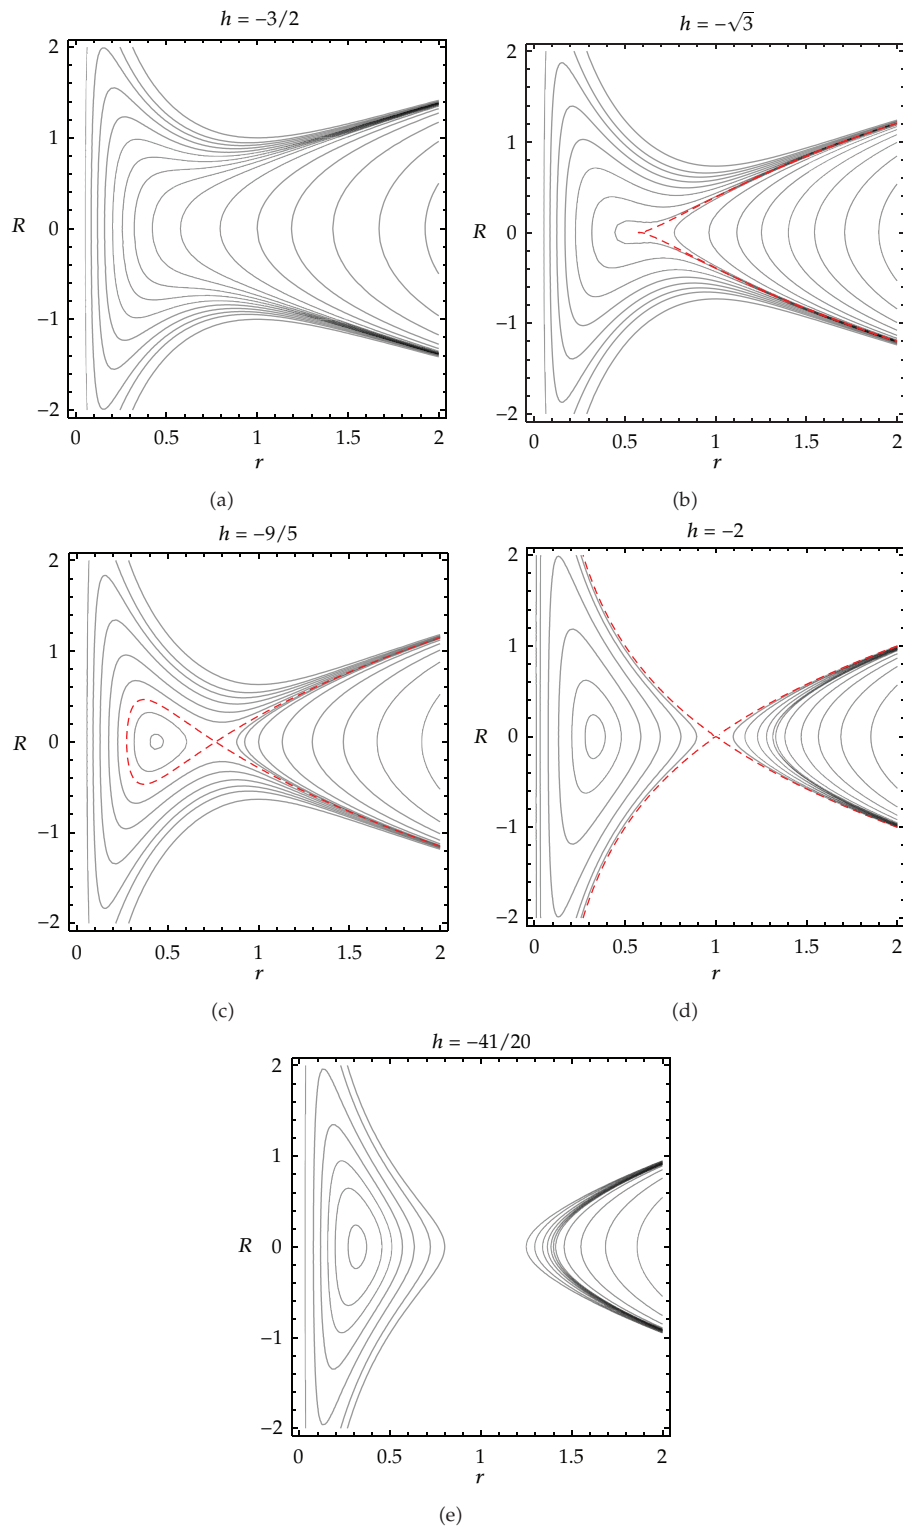 h = −3/2
2
1
R 0
−1
−2
0 0.5 1 1.5 2
r
(a)
h = −√3
2
1
R 0
−1
−2
0 0.5 1 1.5 2
r
(b)
h = −9/5
2
1
R 0
−1
−2
0 0.5 1 1.5 2
r
(c)
h = −2
2
1
R 0
−1
−2
0 0.5 1 1.5 2
r
(d)
h = −41/20
2
1
R 0
−1
−2
0 0.5 1 1.5 2
r
(e)